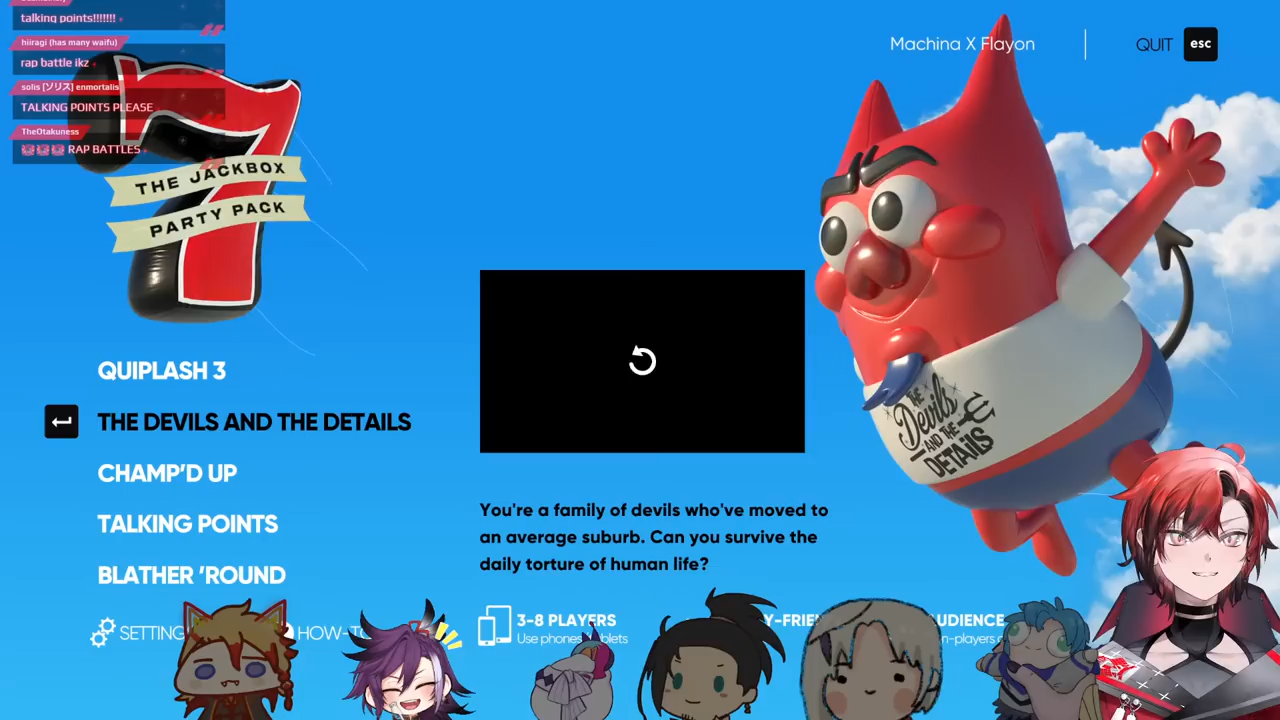 talking points!!!!!!!
hiiragi (has many waifu)
rap battle ikz
solis [ソリス] enmortalis
TALKING POINTS PLEASE
TheOtakuness
RAP BATTLES
THE JACKBOX
PARTY PACK
7
Machina X Flayon
QUIT
esc
QUIPLASH 3
THE DEVILS AND THE DETAILS
CHAMP'D UP
TALKING POINTS
BLATHER 'ROUND
You're a family of devils who've moved to
an average suburb. Can you survive the
daily torture of human life?
THE
Devils
AND THE
DETAILS
3-8 PLAYERS